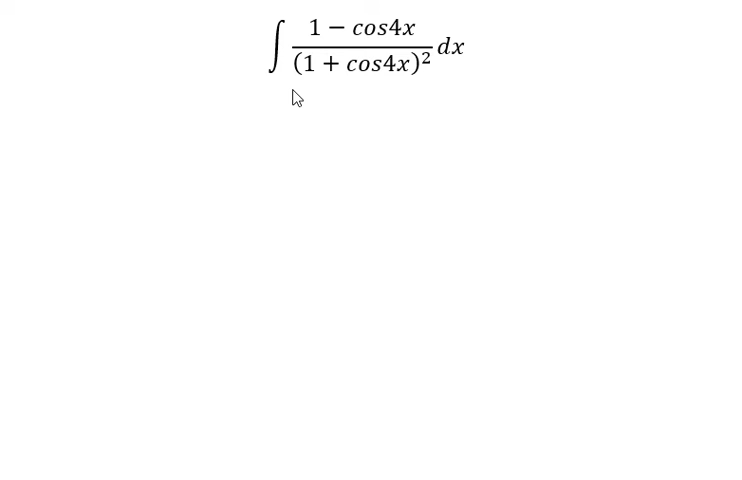 ∫ (1 − cos4x)/(1 + cos4x)² dx